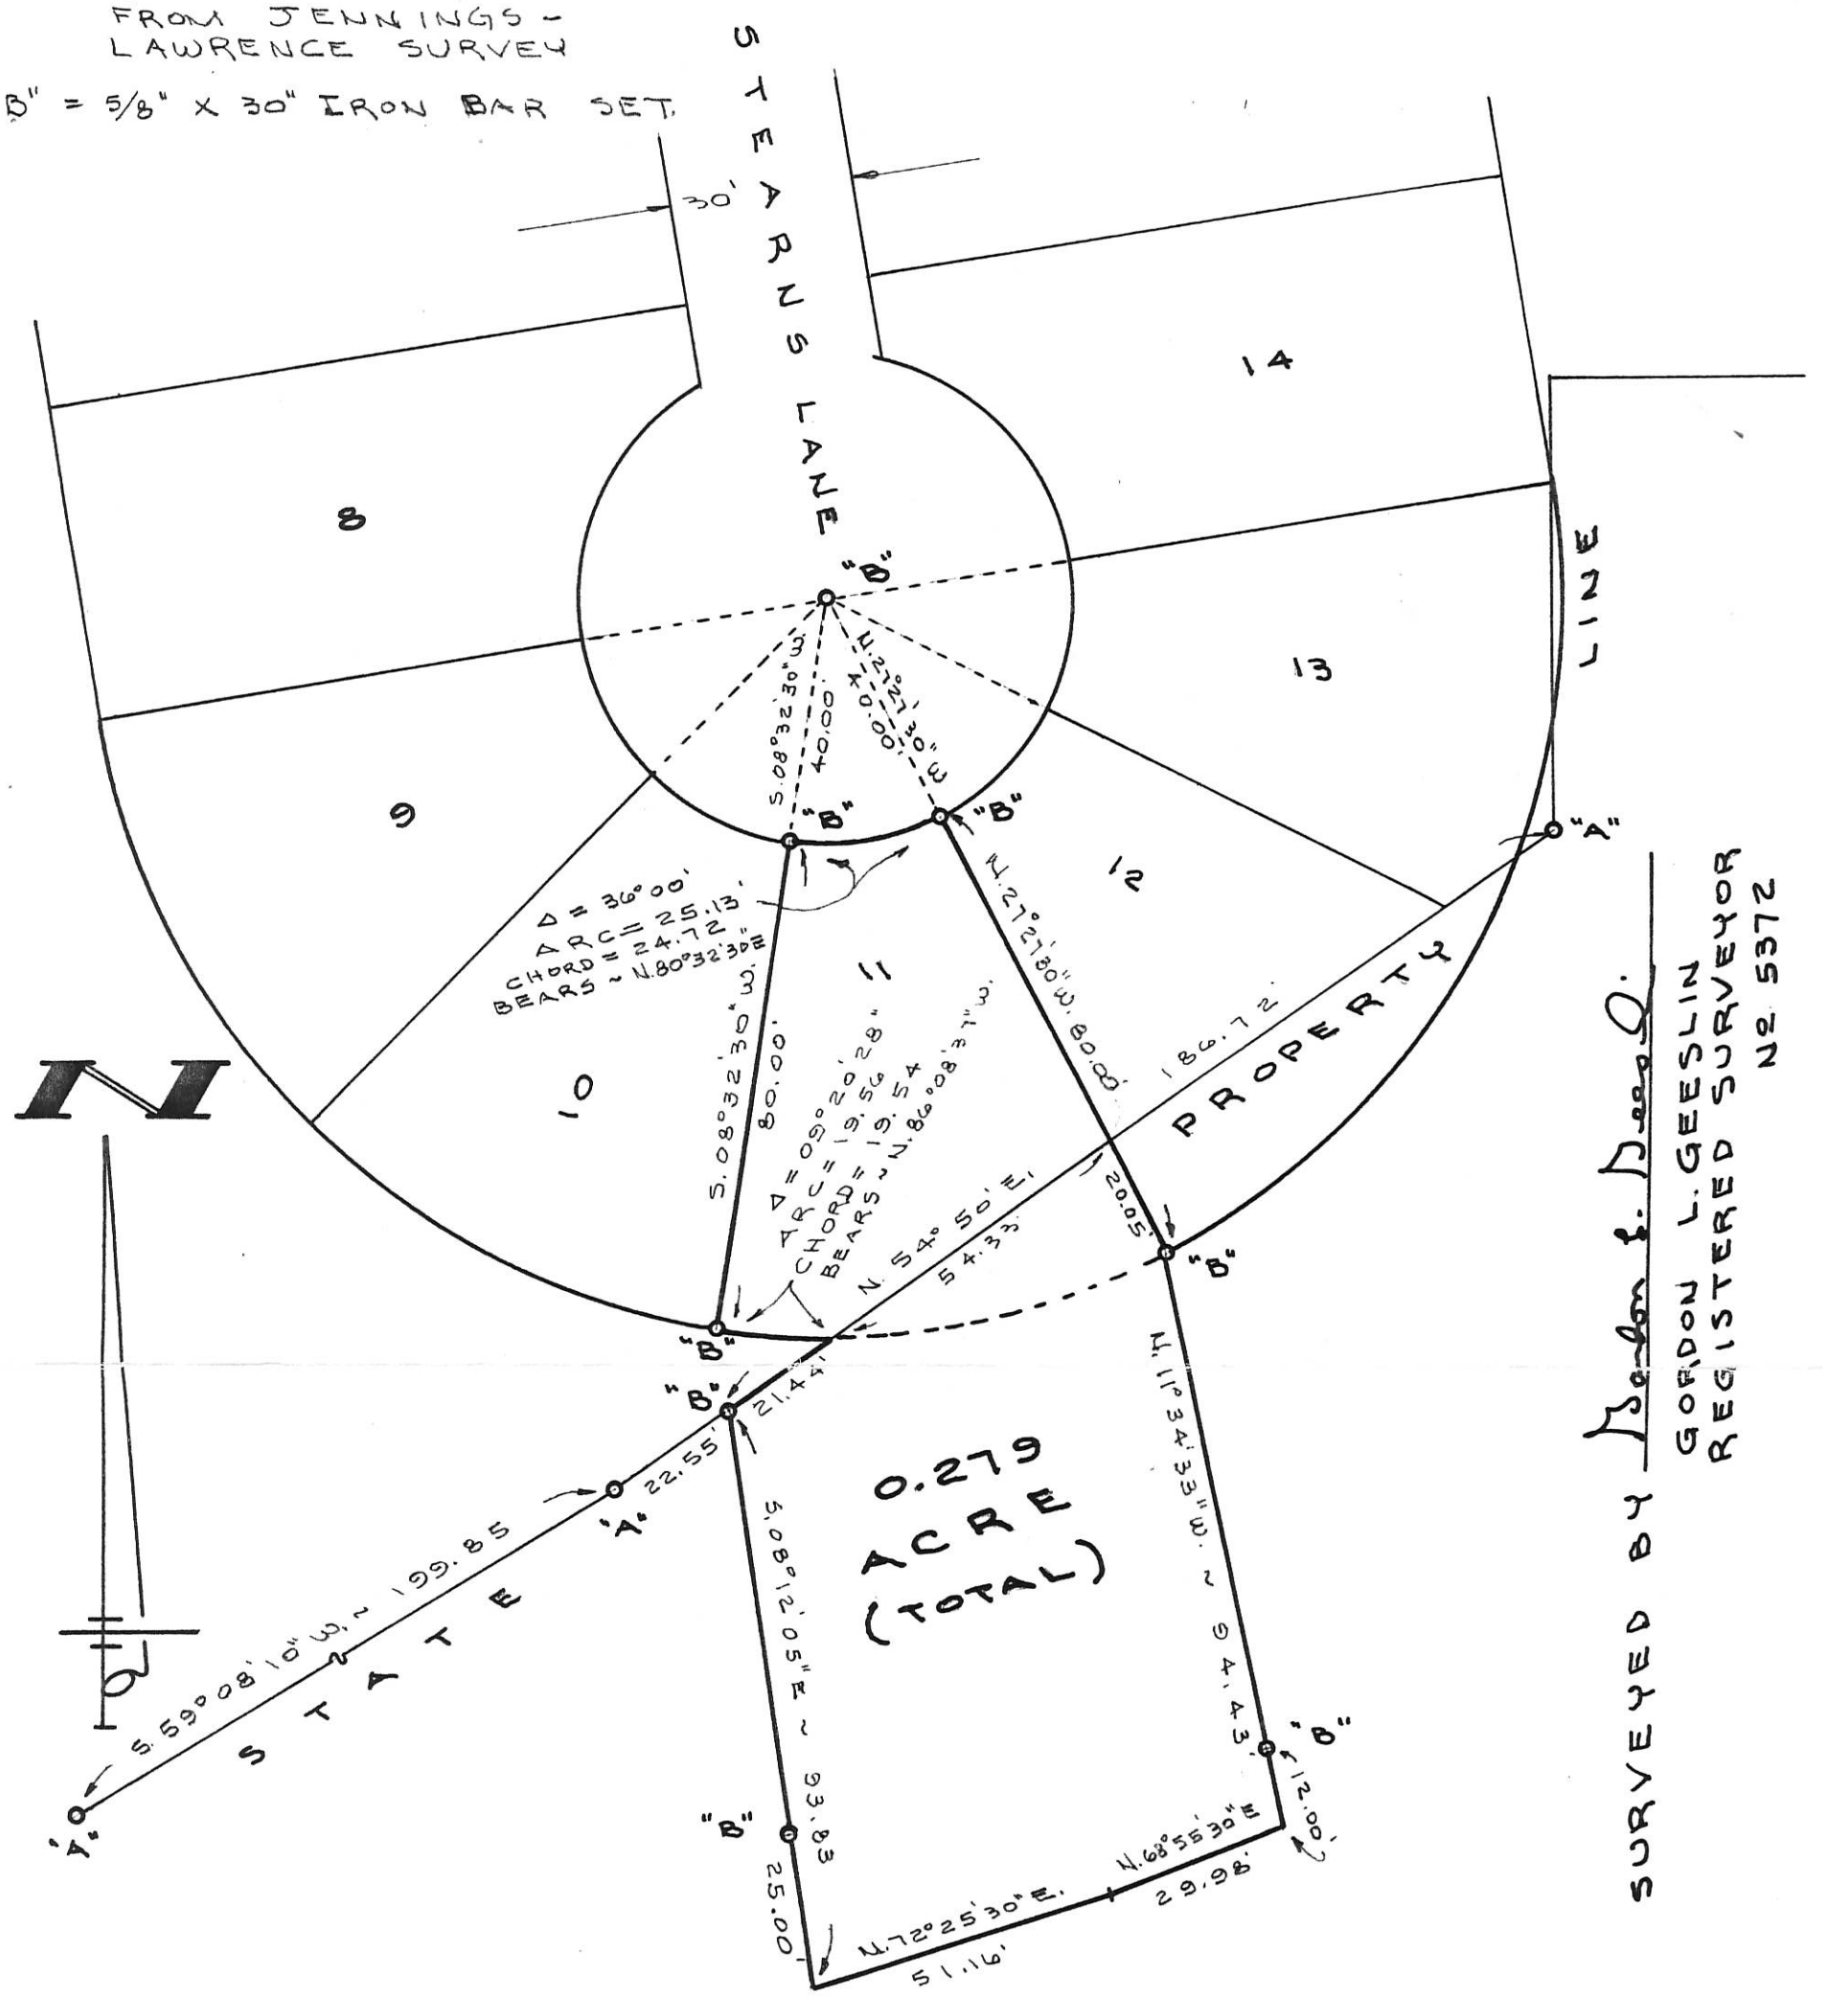 FROM JENNINGS -
LAWRENCE SURVEY
B" = 5/8" X 30" IRON BAR SET.
STEARNS LANE
30'
14
8
"B"
LINE
13
S.08°32'30"W.
40.00'
N.27°27'30"W
40.00'
9
"B"
"B"
"A"
12
Δ = 36°00'
ARC = 25.13'
CHORD = 24.72'
BEARS ~ N.80°32'30"E
11
N.27°27'30"W. 80.00'
186.72'
PROPERTY
10
S.08°32'30"W.
80.00'
Δ = 09°20'28"
ARC = 19.56
CHORD = 19.54
BEARS ~ N.86°08'37"W.
N. 54° 50' E.
54.33'
20.05'
"B"
"B"
"B"
21.44'
22.55'
"A"
N
S.59°08'10"W. ~ 199.85
STATE
"A"
0.279
ACRE
(TOTAL)
S.08°12'05"E ~ 93.83
N.11°34'33"W. ~ 94.43'
"B"
"B"
12.00'
25.00'
N.72°25'30"E.
51.16'
N.68°55'30"E
29.98'
SURVEYED BY
GORDON L. GEESLIN
REGISTERED SURVEYOR
NO. 5372